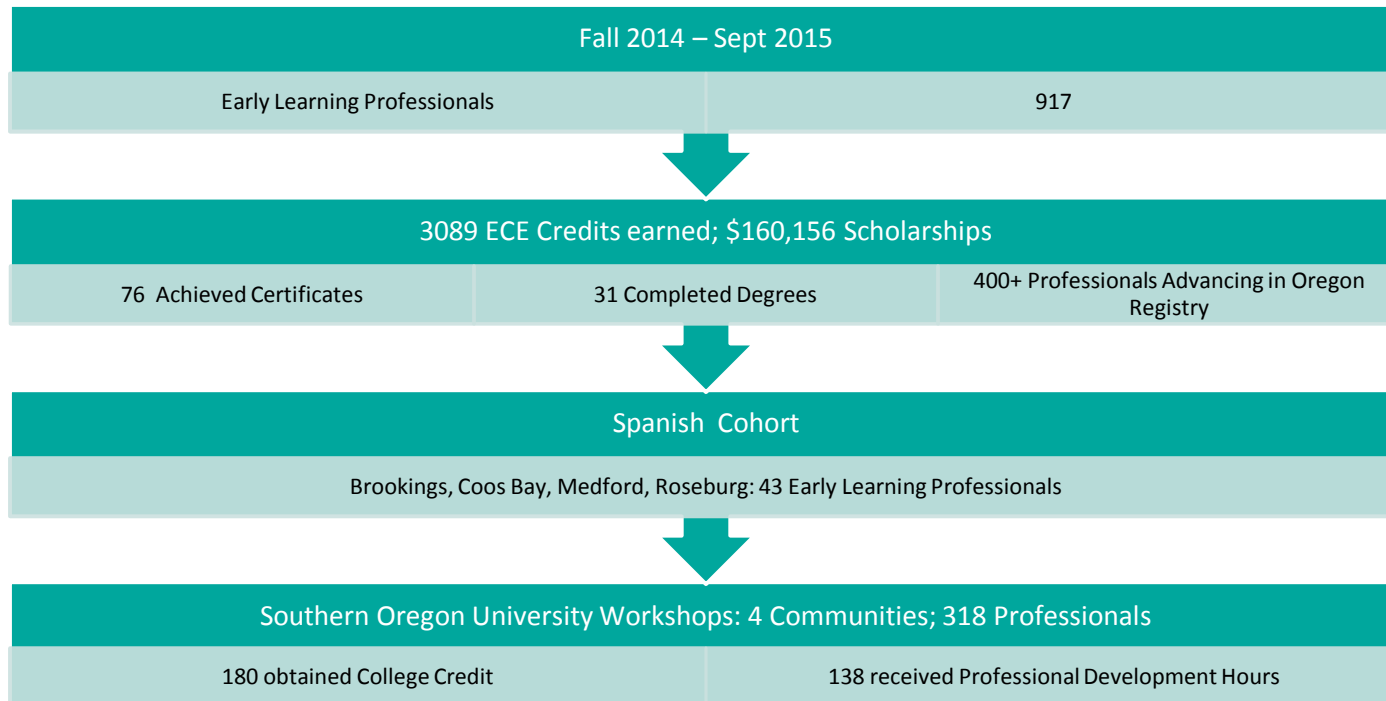 Fall 2014 – Sept 2015
Early Learning Professionals
917
3089 ECE Credits earned; $160,156 Scholarships
76 Achieved Certificates
31 Completed Degrees
400+ Professionals Advancing in Oregon
Registry
Spanish Cohort
Brookings, Coos Bay, Medford, Roseburg: 43 Early Learning Professionals
Southern Oregon University Workshops: 4 Communities; 318 Professionals
180 obtained College Credit
138 received Professional Development Hours